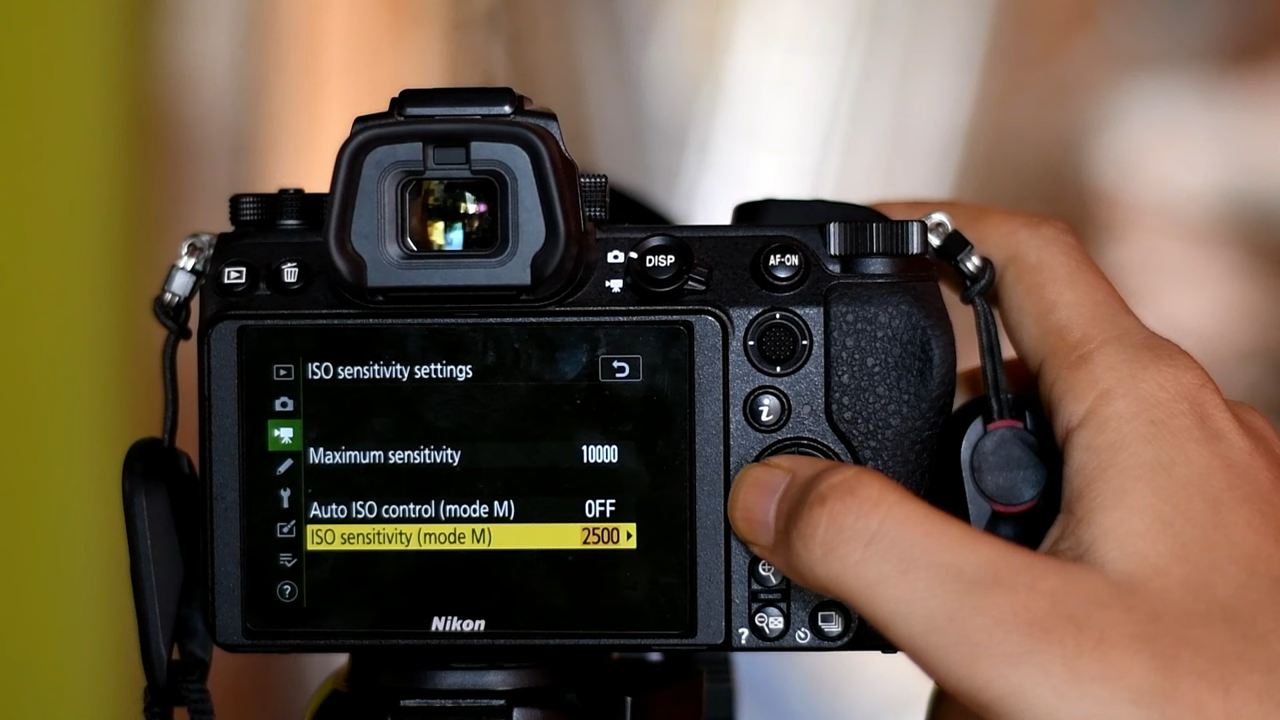 DISP
AF-ON
ISO sensitivity settings
i
Maximum sensitivity 10000
Auto ISO control (mode M) OFF
ISO sensitivity (mode M) 2500
?
Nikon
?